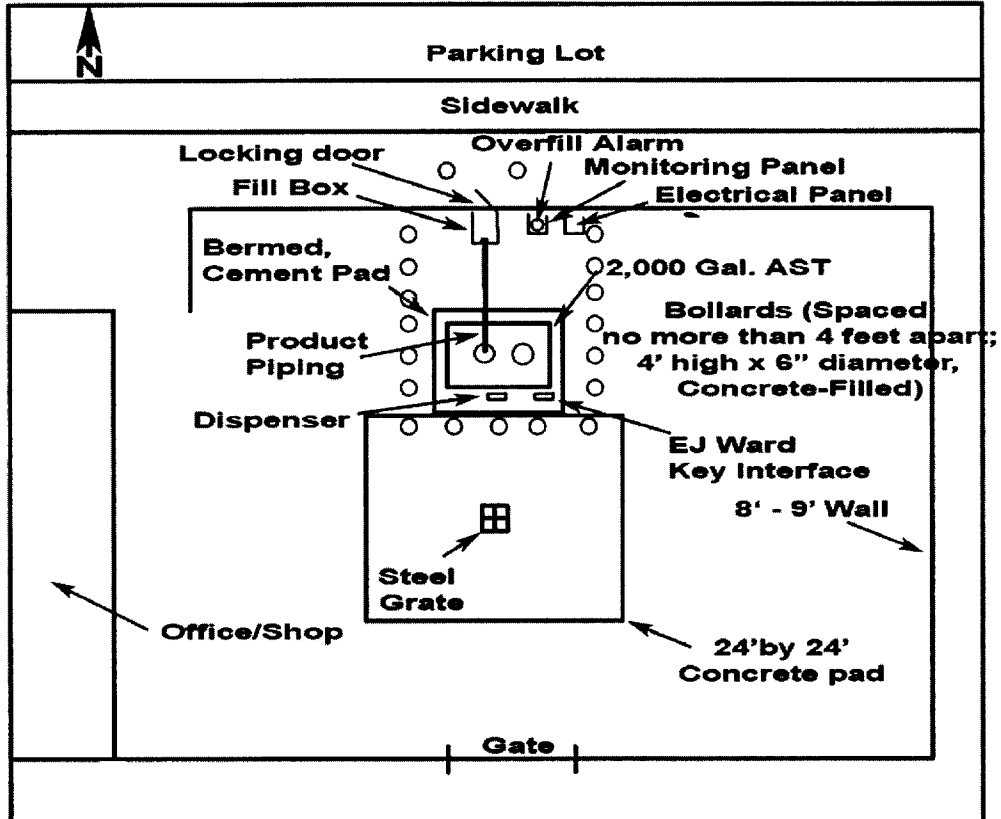 N
Parking Lot
Sidewalk
Overfill Alarm
Locking door
Monitoring Panel
Fill Box
Electrical Panel
Bermed,
Cement Pad
2,000 Gal. AST
Bollards (Spaced
no more than 4 feet apart;
4' high x 6" diameter,
Concrete-Filled)
Product
Piping
Dispenser
EJ Ward
Key Interface
8' - 9' Wall
Steel
Grate
Office/Shop
24'by 24'
Concrete pad
Gate